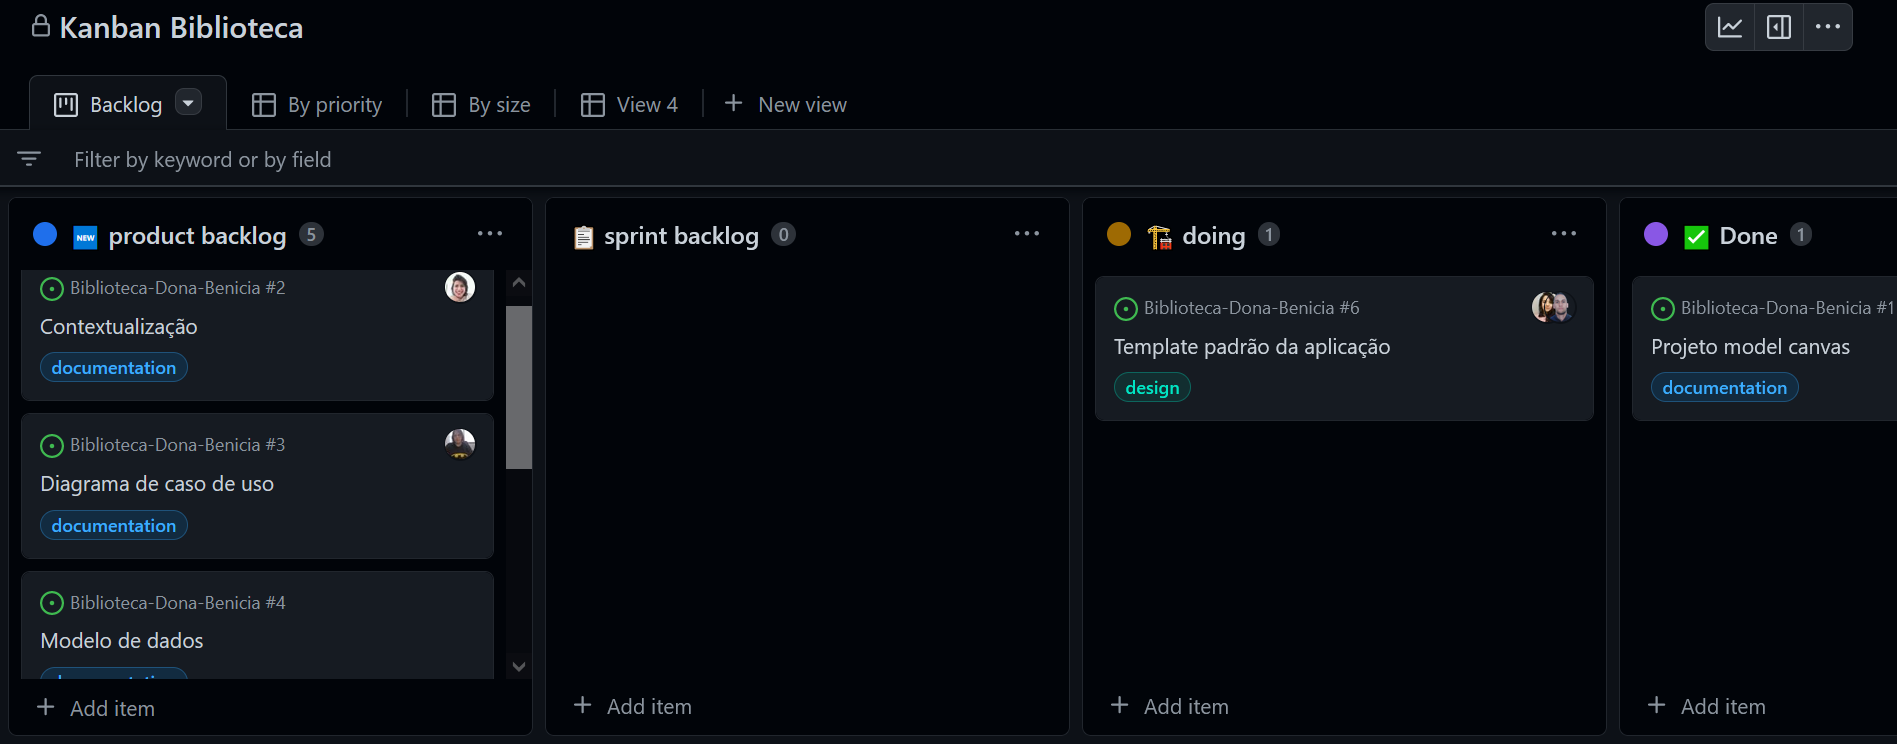 Kanban Biblioteca
Backlog
By priority
By size
View 4
New view
Filter by keyword or by field
NEW product backlog 5
Biblioteca-Dona-Benicia #2
Contextualização
documentation
Biblioteca-Dona-Benicia #3
Diagrama de caso de uso
documentation
Biblioteca-Dona-Benicia #4
Modelo de dados
Add item
sprint backlog 0
Add item
doing 1
Biblioteca-Dona-Benicia #6
Template padrão da aplicação
design
Add item
Done 1
Biblioteca-Dona-Benicia #1
Projeto model canvas
documentation
Add item